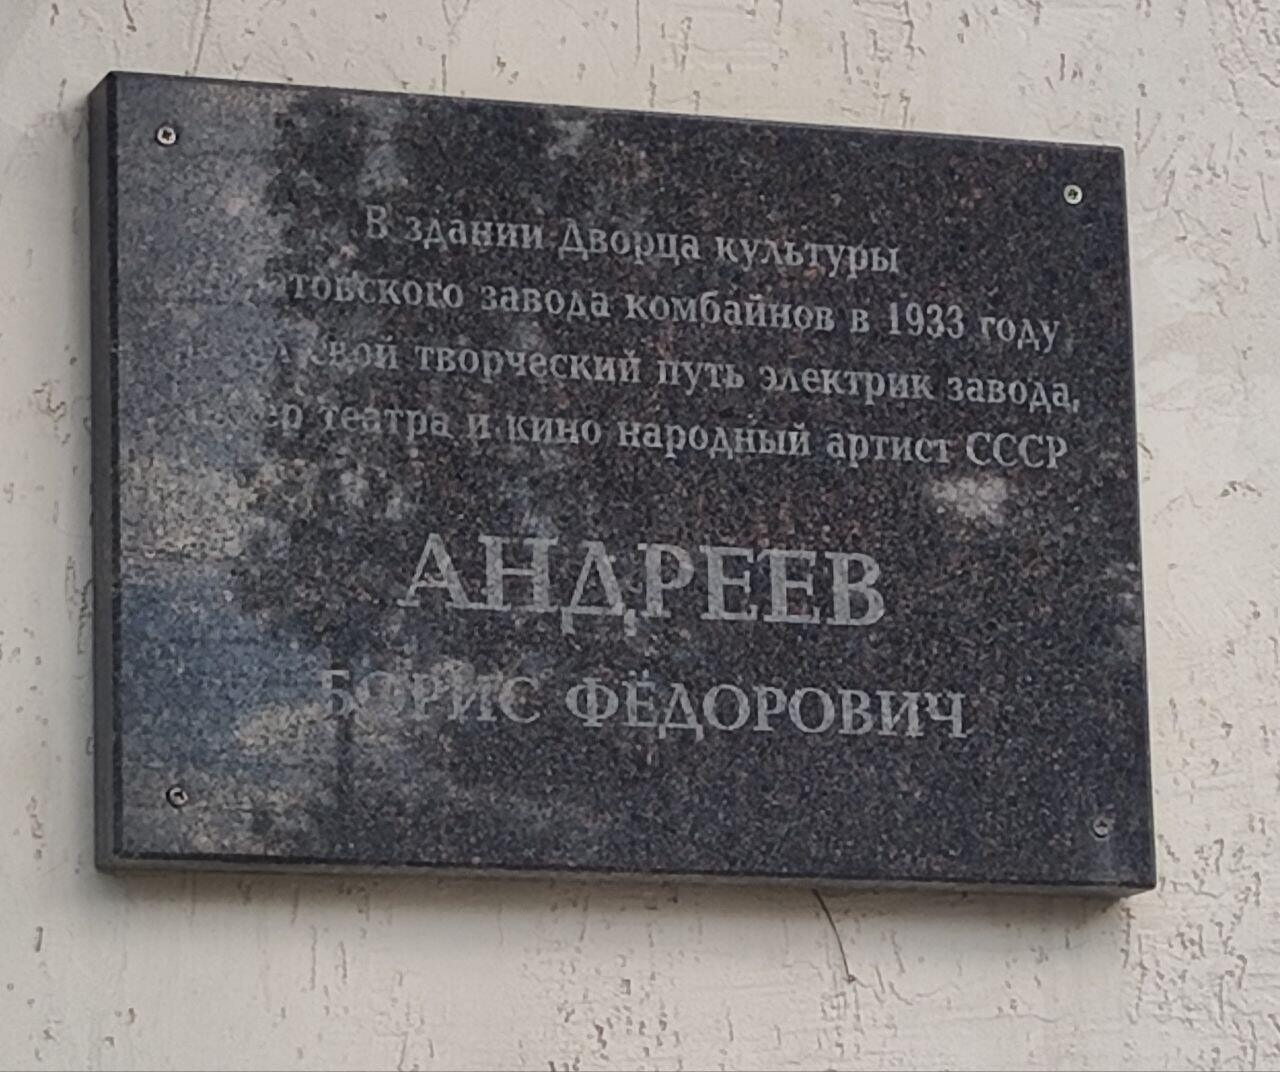 В здании Дворца культуры
завода комбайнов в 1933 году
свой творческий путь электрик завода,
театра и кино народный артист СССР
АНДРЕЕВ
БОРИС ФЁДОРОВИЧ